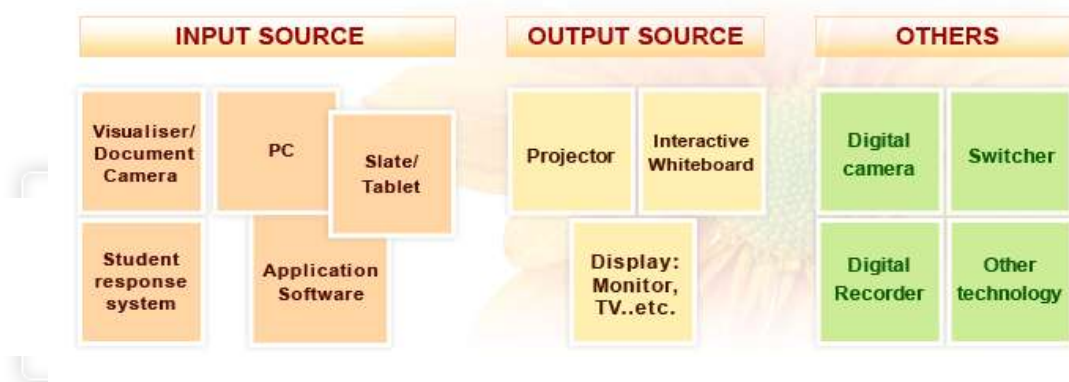 INPUT SOURCE
Visualiser/
Document
Camera
PC
Slate/
Tablet
Student
response
system
Application
Software
OUTPUT SOURCE
Projector
Interactive
Whiteboard
Display:
Monitor,
TV..etc.
OTHERS
Digital
camera
Switcher
Digital
Recorder
Other
technology